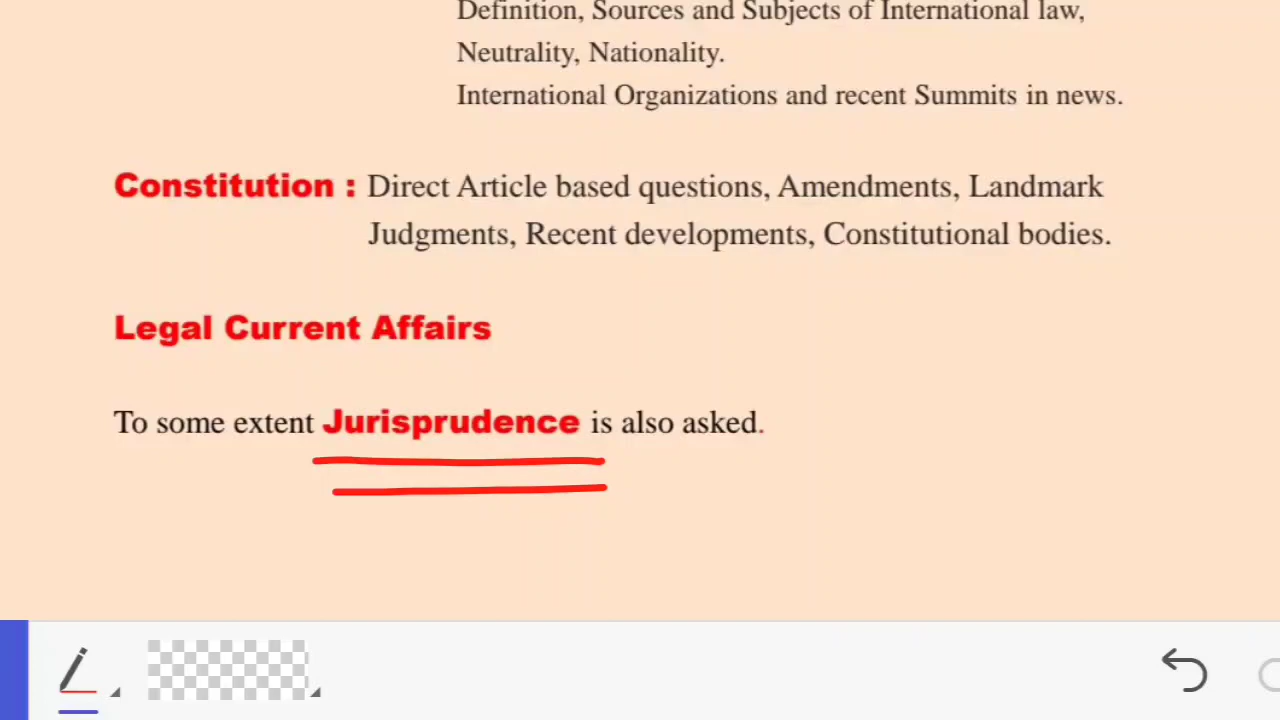 Definition, Sources and Subjects of International law,
Neutrality, Nationality.
International Organizations and recent Summits in news.
Constitution : Direct Article based questions, Amendments, Landmark
Judgments, Recent developments, Constitutional bodies.
Legal Current Affairs
To some extent Jurisprudence is also asked.